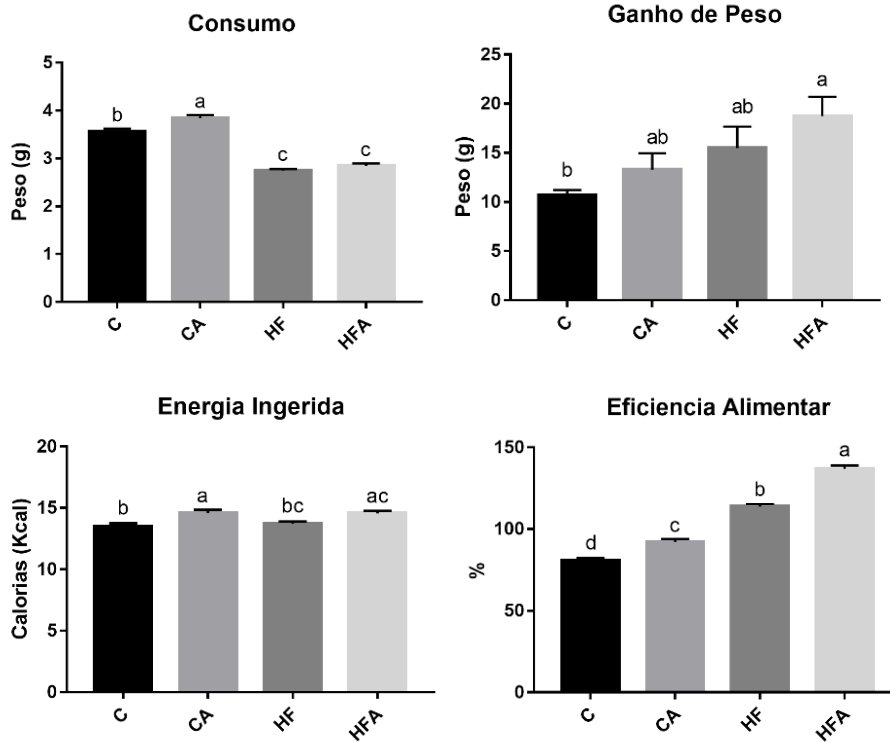 Consumo
Peso (g)
5
4
3
2
1
0
b
a
c
c
C
CA
HF
HFA
Ganho de Peso
Peso (g)
25
20
15
10
5
0
b
ab
ab
a
C
CA
HF
HFA
Energia Ingerida
Calorias (Kcal)
20
15
10
5
0
b
a
bc
ac
C
CA
HF
HFA
Eficiencia Alimentar
%
150
100
50
0
d
c
b
a
C
CA
HF
HFA